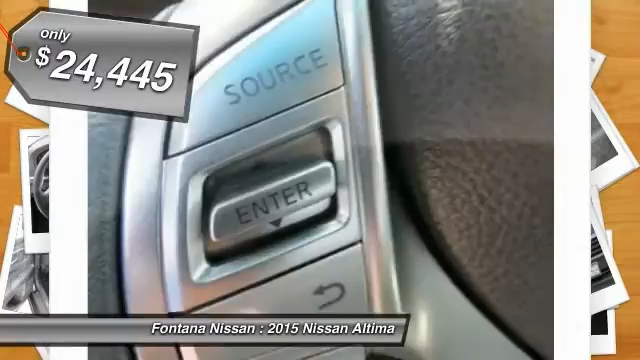 only
$24,445
SOURCE
ENTER
Fontana Nissan : 2015 Nissan Altima